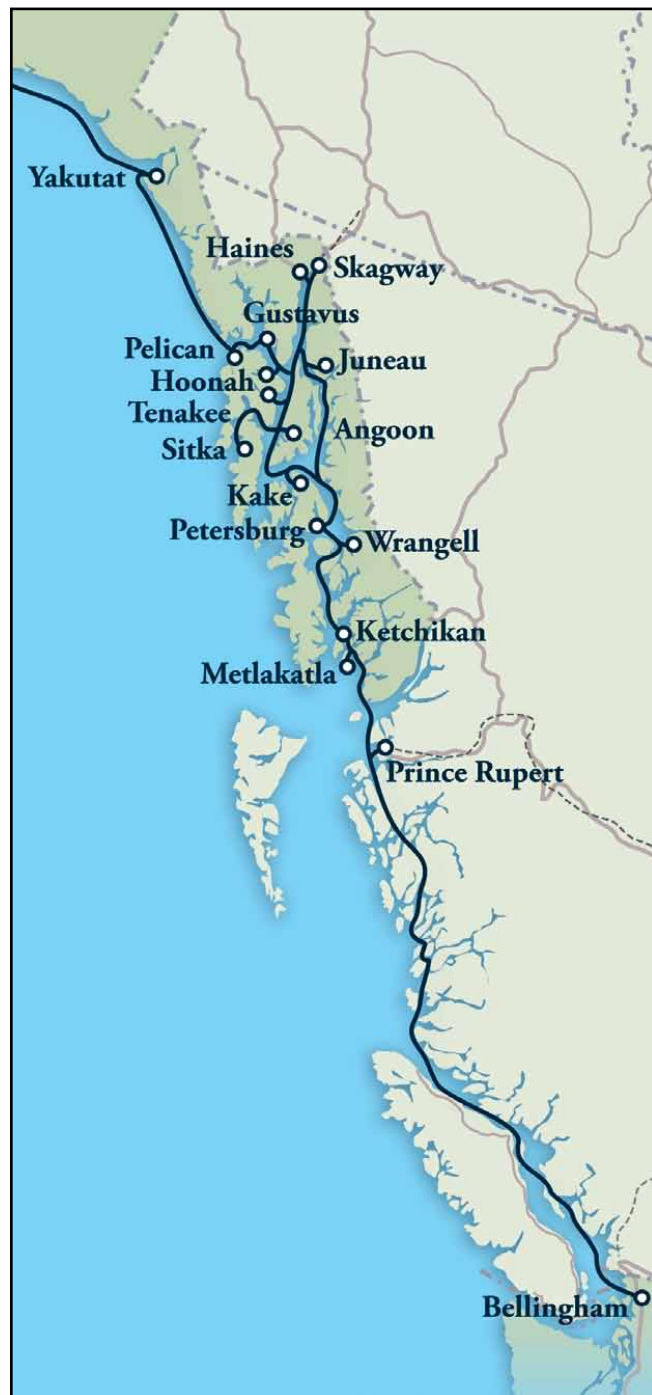 Yakutat
Haines
Skagway
Gustavus
Pelican
Juneau
Hoonah
Tenakee
Angoon
Sitka
Kake
Petersburg
Wrangell
Ketchikan
Metlakatla
Prince Rupert
Bellingham